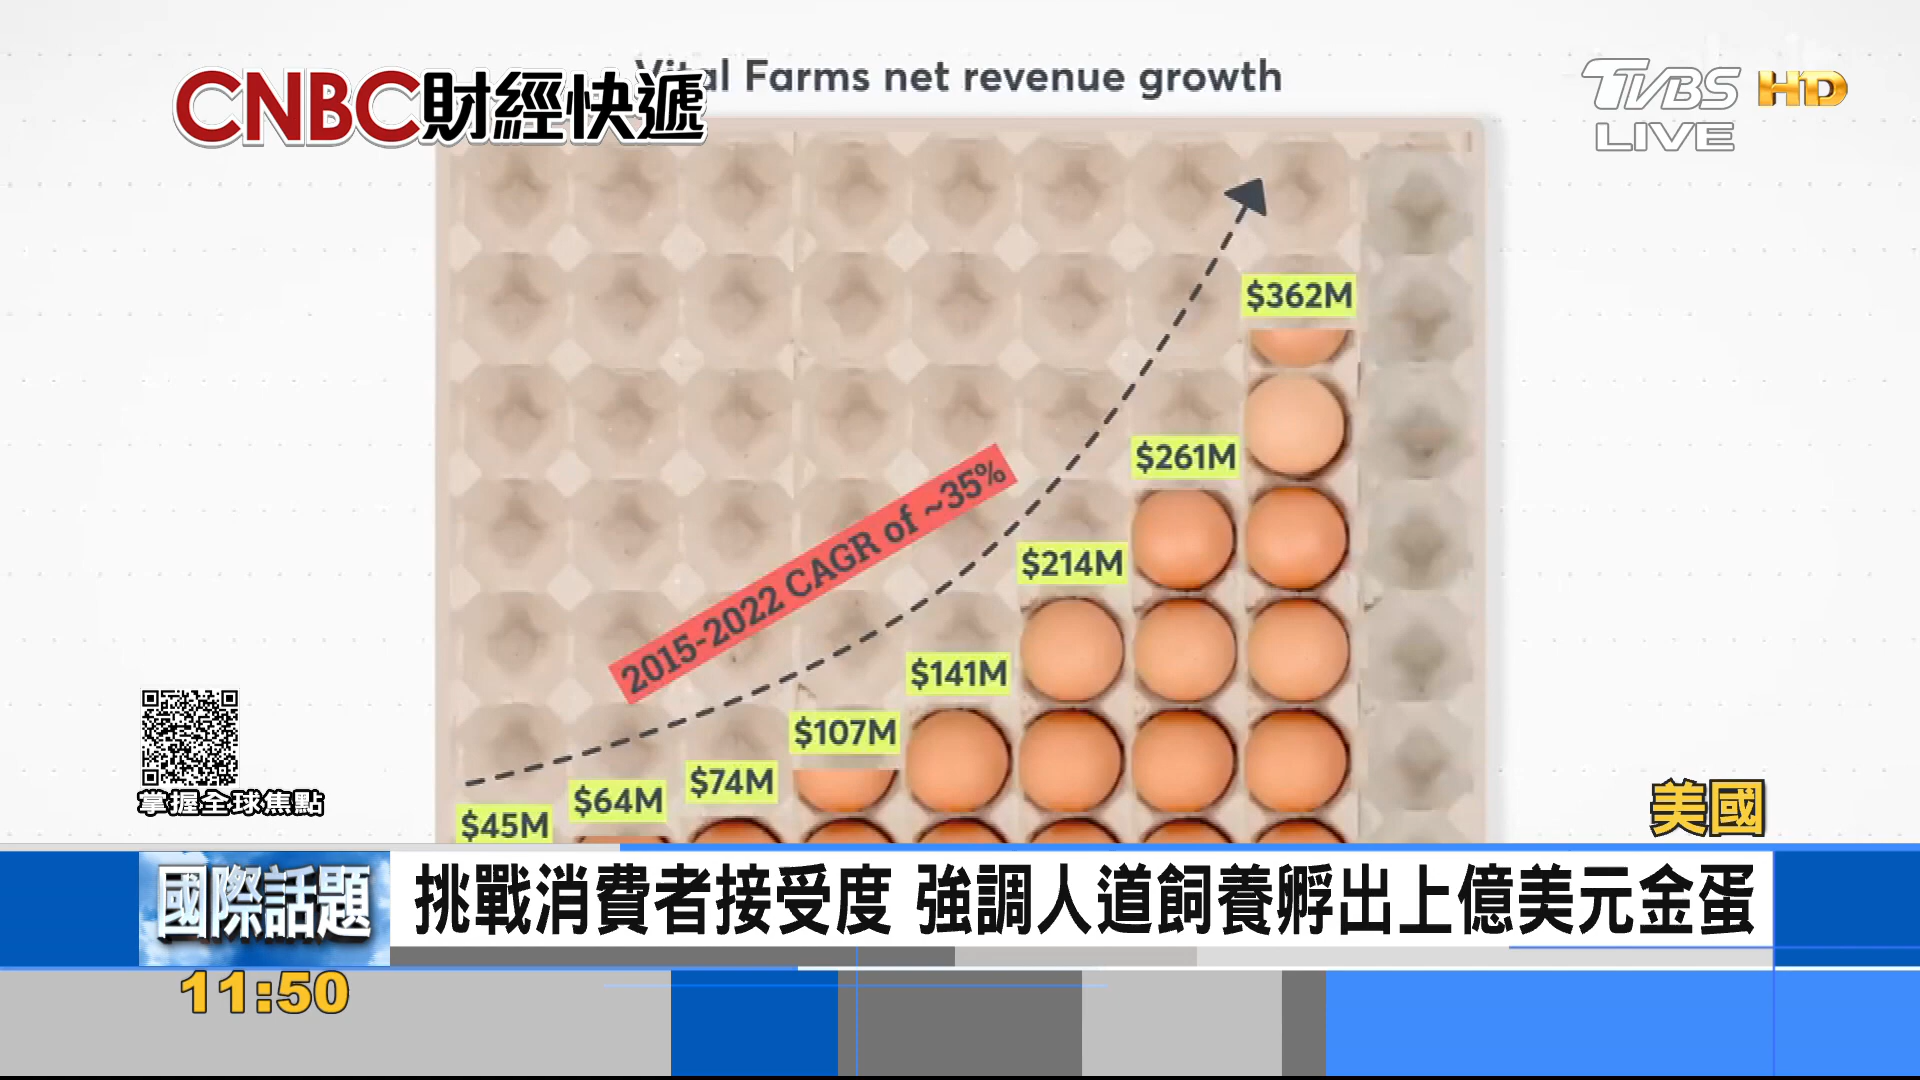 Vital Farms net revenue growth
CNBC財經快遞
TVBS HD
LIVE
$362M
$261M
2015-2022 CAGR of ~35%
$214M
$141M
$107M
$74M
$64M
$45M
掌握全球焦點
美國
國際話題
挑戰消費者接受度 強調人道飼養孵出上億美元金蛋
11:50